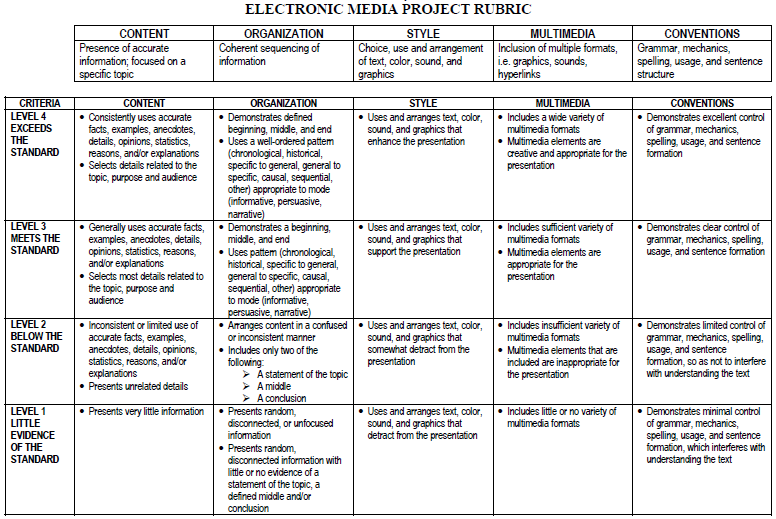 ELECTRONIC MEDIA PROJECT RUBRIC
CONTENT
Presence of accurate
information; focused on a
specific topic
ORGANIZATION
Coherent sequencing of
information
STYLE
Choice, use and arrangement
of text, color, sound, and
graphics
MULTIMEDIA
Inclusion of multiple formats,
i.e. graphics, sounds,
hyperlinks
CONVENTIONS
Grammar, mechanics,
spelling, usage, and sentence
structure
CRITERIA
CONTENT
ORGANIZATION
STYLE
MULTIMEDIA
CONVENTIONS
LEVEL 4
EXCEEDS
THE
STANDARD
• Consistently uses accurate
facts, examples, anecdotes,
details, opinions, statistics,
reasons, and/or explanations
• Selects details related to the
topic, purpose and audience
• Demonstrates defined
beginning, middle, and end
• Uses a well-ordered pattern
(chronological, historical,
specific to general, general to
specific, causal, sequential,
other) appropriate to mode
(informative, persuasive,
narrative)
• Uses and arranges text, color,
sound, and graphics that
enhance the presentation
• Includes a wide variety of
multimedia formats
• Multimedia elements are
creative and appropriate for the
presentation
• Demonstrates excellent control
of grammar, mechanics,
spelling, usage, and sentence
formation
LEVEL 3
MEETS THE
STANDARD
• Generally uses accurate facts,
examples, anecdotes, details,
opinions, statistics, reasons,
and/or explanations
• Selects most details related to
the topic, purpose and
audience
• Demonstrates a beginning,
middle, and end
• Uses pattern (chronological,
historical, specific to general,
general to specific, causal,
sequential, other) appropriate
to mode (informative,
persuasive, narrative)
• Uses and arranges text, color,
sound, and graphics that
support the presentation
• Includes sufficient variety of
multimedia formats
• Multimedia elements are
appropriate for the
presentation
• Demonstrates clear control of
grammar, mechanics, spelling,
usage, and sentence formation
LEVEL 2
BELOW THE
STANDARD
• Inconsistent or limited use of
accurate facts, examples,
anecdotes, details, opinions,
statistics, reasons, and/or
explanations
• Presents unrelated details
• Arranges content in a confused
or inconsistent manner
• Includes only two of the
following:
➢ A statement of the topic
➢ A middle
➢ A conclusion
• Uses and arranges text, color,
sound, and graphics that
somewhat detract from the
presentation
• Includes insufficient variety of
multimedia formats
• Multimedia elements that are
included are inappropriate for
the presentation
• Demonstrates limited control of
grammar, mechanics, spelling,
usage, and sentence
formation, so as not to interfere
with understanding the text
LEVEL 1
LITTLE
EVIDENCE
OF THE
STANDARD
• Presents very little information
• Presents random,
disconnected, or unfocused
information
• Presents random,
disconnected information with
little or no evidence of a
statement of the topic, a
defined middle and/or
conclusion
• Uses and arranges text, color,
sound, and graphics that
detract from the presentation
• Includes little or no variety of
multimedia formats
• Demonstrates minimal control
of grammar, mechanics,
spelling, usage, and sentence
formation, which interferes with
understanding the text